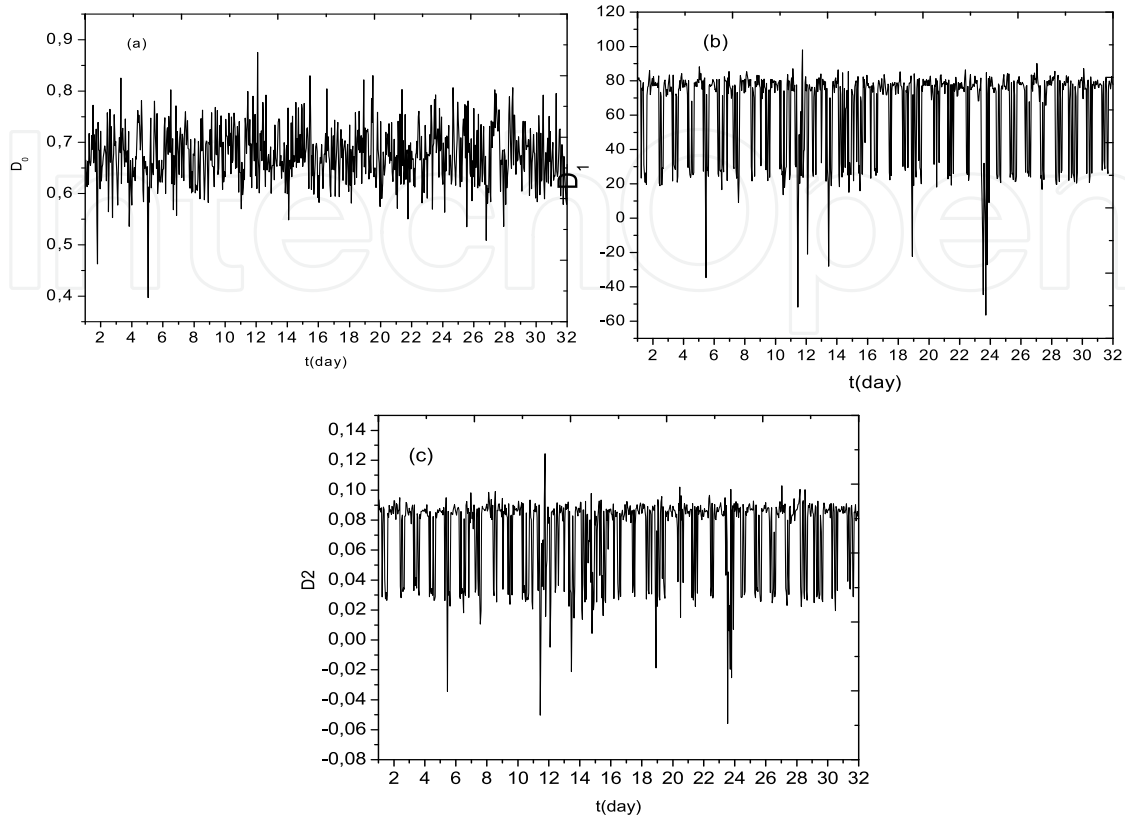 (a)
0,9
0,8
0,7
0,6
0,5
0,4
D₀
2 4 6 8 10 12 14 16 18 20 22 24 26 28 30 32
t(day)
(b)
120
100
80
60
40
20
0
-20
-40
-60
D₁
2 4 6 8 10 12 14 16 18 20 22 24 26 28 30 32
t(day)
(c)
0,14
0,12
0,10
0,08
0,06
0,04
0,02
0,00
-0,02
-0,04
-0,06
-0,08
D2
2 4 6 8 10 12 14 16 18 20 22 24 26 28 30 32
t(day)
IntechOpen